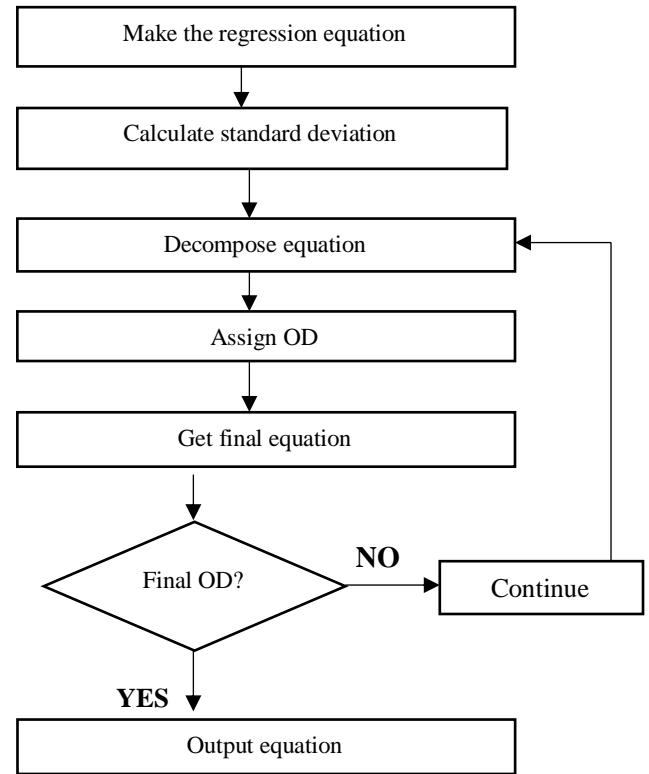 Make the regression equation
Calculate standard deviation
Decompose equation
Assign OD
Get final equation
Final OD?
NO
Continue
YES
Output equation